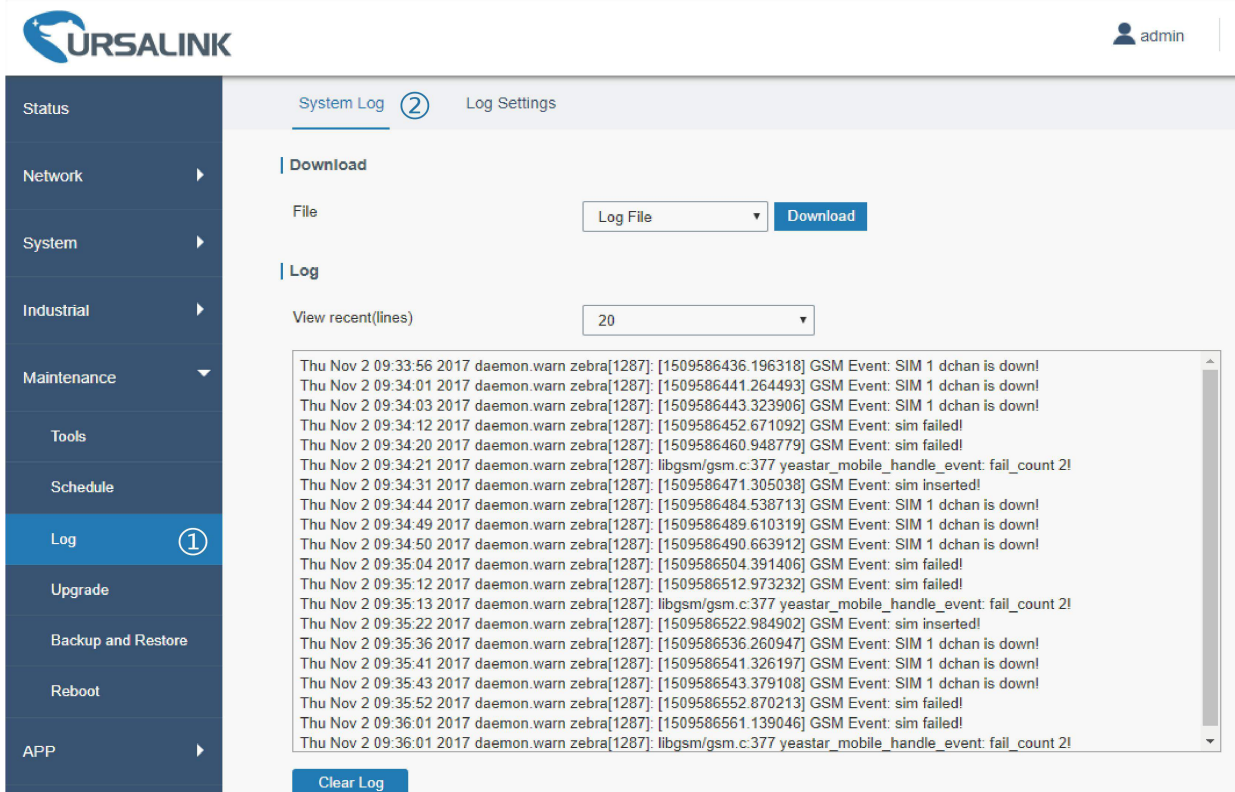 URSALINK
admin
Status
Network
System
Industrial
Maintenance
Tools
Schedule
Log ①
Upgrade
Backup and Restore
Reboot
APP
System Log ② Log Settings
Download
File Log File Download
Log
View recent(lines) 20
Thu Nov 2 09:33:56 2017 daemon.warn zebra[1287]: [1509586436.196318] GSM Event: SIM 1 dchan is down!
Thu Nov 2 09:34:01 2017 daemon.warn zebra[1287]: [1509586441.264493] GSM Event: SIM 1 dchan is down!
Thu Nov 2 09:34:03 2017 daemon.warn zebra[1287]: [1509586443.323906] GSM Event: SIM 1 dchan is down!
Thu Nov 2 09:34:12 2017 daemon.warn zebra[1287]: [1509586452.671092] GSM Event: sim failed!
Thu Nov 2 09:34:20 2017 daemon.warn zebra[1287]: [1509586460.948779] GSM Event: sim failed!
Thu Nov 2 09:34:21 2017 daemon.warn zebra[1287]: libgsm/gsm.c:377 yeastar_mobile_handle_event: fail_count 2!
Thu Nov 2 09:34:31 2017 daemon.warn zebra[1287]: [1509586471.305038] GSM Event: sim inserted!
Thu Nov 2 09:34:44 2017 daemon.warn zebra[1287]: [1509586484.538713] GSM Event: SIM 1 dchan is down!
Thu Nov 2 09:34:49 2017 daemon.warn zebra[1287]: [1509586489.610319] GSM Event: SIM 1 dchan is down!
Thu Nov 2 09:34:50 2017 daemon.warn zebra[1287]: [1509586490.663912] GSM Event: SIM 1 dchan is down!
Thu Nov 2 09:35:04 2017 daemon.warn zebra[1287]: [1509586504.391406] GSM Event: sim failed!
Thu Nov 2 09:35:12 2017 daemon.warn zebra[1287]: [1509586512.973232] GSM Event: sim failed!
Thu Nov 2 09:35:13 2017 daemon.warn zebra[1287]: libgsm/gsm.c:377 yeastar_mobile_handle_event: fail_count 2!
Thu Nov 2 09:35:22 2017 daemon.warn zebra[1287]: [1509586522.984902] GSM Event: sim inserted!
Thu Nov 2 09:35:36 2017 daemon.warn zebra[1287]: [1509586536.260947] GSM Event: SIM 1 dchan is down!
Thu Nov 2 09:35:41 2017 daemon.warn zebra[1287]: [1509586541.326197] GSM Event: SIM 1 dchan is down!
Thu Nov 2 09:35:43 2017 daemon.warn zebra[1287]: [1509586543.379108] GSM Event: SIM 1 dchan is down!
Thu Nov 2 09:35:52 2017 daemon.warn zebra[1287]: [1509586552.870213] GSM Event: sim failed!
Thu Nov 2 09:36:01 2017 daemon.warn zebra[1287]: [1509586561.139046] GSM Event: sim failed!
Thu Nov 2 09:36:01 2017 daemon.warn zebra[1287]: libgsm/gsm.c:377 yeastar_mobile_handle_event: fail_count 2!
Clear Log